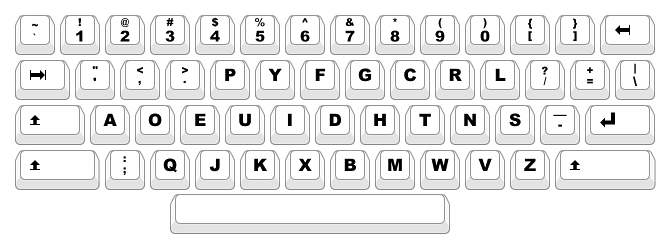 ~ ` ! 1 @ 2 # 3 $ 4 % 5 ^ 6 & 7 * 8 ( 9 ) 0 { [ } ]
" ' < , > . P Y F G C R L ? / + = | \
A O E U I D H T N S _ -
: ; Q J K X B M W V Z